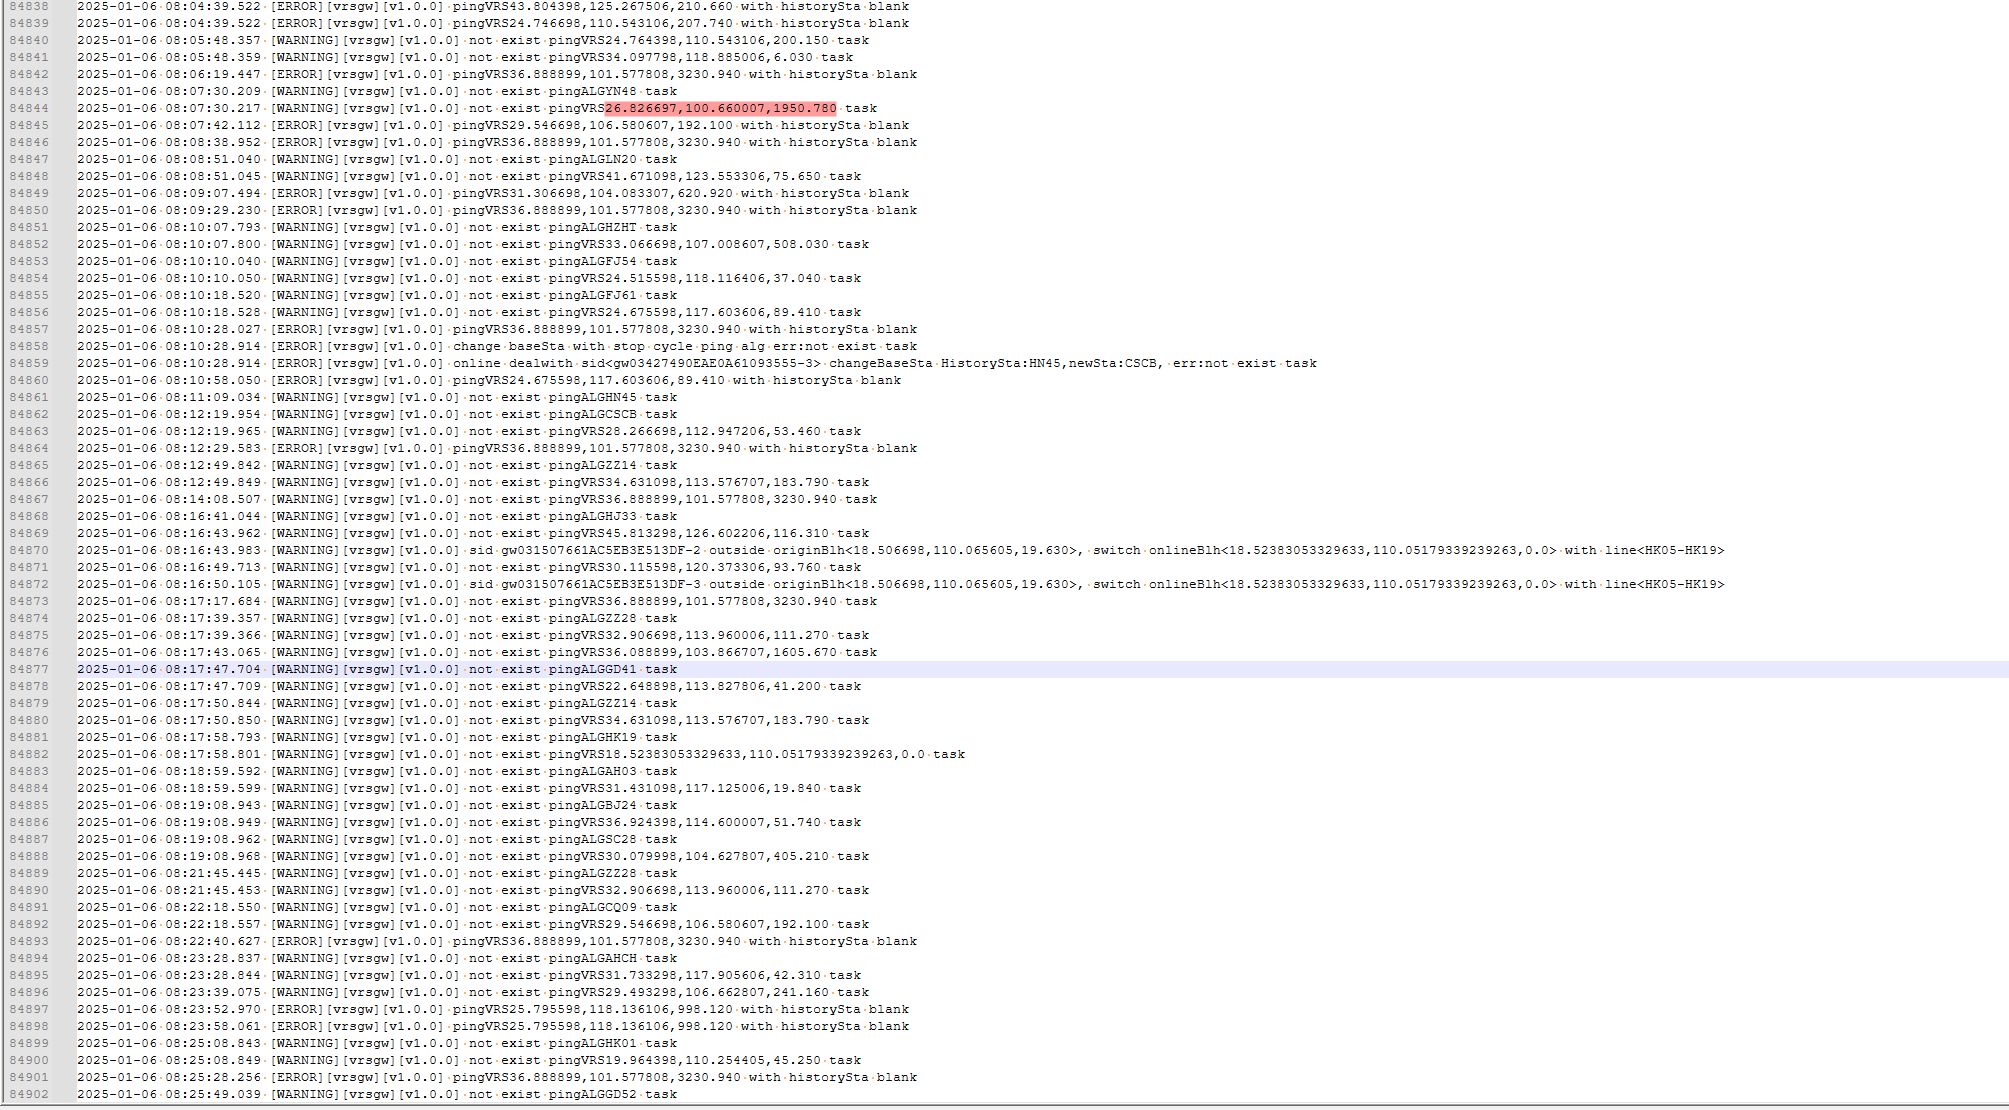 84838 2025-01-06 08:04:39.522 [ERROR][vrsgw][v1.0.0] pingVRS43.804398,125.267506,210.660 with historySta blank
84839 2025-01-06 08:04:39.522 [ERROR][vrsgw][v1.0.0] pingVRS24.746698,110.543106,207.740 with historySta blank
84840 2025-01-06 08:05:48.357 [WARNING][vrsgw][v1.0.0] not exist pingVRS24.764398,110.543106,200.150 task
84841 2025-01-06 08:05:48.359 [WARNING][vrsgw][v1.0.0] not exist pingVRS34.097798,118.885006,6.030 task
84842 2025-01-06 08:06:19.447 [ERROR][vrsgw][v1.0.0] pingVRS36.888899,101.577808,3230.940 with historySta blank
84843 2025-01-06 08:07:30.209 [WARNING][vrsgw][v1.0.0] not exist pingALGYN48 task
84844 2025-01-06 08:07:30.217 [WARNING][vrsgw][v1.0.0] not exist pingVRS26.826697,100.660007,1950.780 task
84845 2025-01-06 08:07:42.112 [ERROR][vrsgw][v1.0.0] pingVRS29.546698,106.580607,192.100 with historySta blank
84846 2025-01-06 08:08:38.952 [ERROR][vrsgw][v1.0.0] pingVRS36.888899,101.577808,3230.940 with historySta blank
84847 2025-01-06 08:08:51.040 [WARNING][vrsgw][v1.0.0] not exist pingALGLN20 task
84848 2025-01-06 08:08:51.045 [WARNING][vrsgw][v1.0.0] not exist pingVRS41.671098,123.553306,75.650 task
84849 2025-01-06 08:09:07.494 [ERROR][vrsgw][v1.0.0] pingVRS31.306698,104.083307,620.920 with historySta blank
84850 2025-01-06 08:09:29.230 [ERROR][vrsgw][v1.0.0] pingVRS36.888899,101.577808,3230.940 with historySta blank
84851 2025-01-06 08:10:07.793 [WARNING][vrsgw][v1.0.0] not exist pingALGHZHT task
84852 2025-01-06 08:10:07.800 [WARNING][vrsgw][v1.0.0] not exist pingVRS33.066698,107.008607,508.030 task
84853 2025-01-06 08:10:10.040 [WARNING][vrsgw][v1.0.0] not exist pingALGFJ54 task
84854 2025-01-06 08:10:10.050 [WARNING][vrsgw][v1.0.0] not exist pingVRS24.515598,118.116406,37.040 task
84855 2025-01-06 08:10:18.520 [WARNING][vrsgw][v1.0.0] not exist pingALGFJ61 task
84856 2025-01-06 08:10:18.528 [WARNING][vrsgw][v1.0.0] not exist pingVRS24.675598,117.603606,89.410 task
84857 2025-01-06 08:10:28.027 [ERROR][vrsgw][v1.0.0] pingVRS36.888899,101.577808,3230.940 with historySta blank
84858 2025-01-06 08:10:28.914 [ERROR][vrsgw][v1.0.0] change baseSta with stop cycle ping alg err:not exist task
84859 2025-01-06 08:10:28.914 [ERROR][vrsgw][v1.0.0] online dealwith sid<gw03427490EAE0A61093555-3> changeBaseSta HistorySta:HN45,newSta:CSCB, err:not exist task
84860 2025-01-06 08:10:58.050 [ERROR][vrsgw][v1.0.0] pingVRS24.675598,117.603606,89.410 with historySta blank
84861 2025-01-06 08:11:09.034 [WARNING][vrsgw][v1.0.0] not exist pingALGHN45 task
84862 2025-01-06 08:12:19.954 [WARNING][vrsgw][v1.0.0] not exist pingALGCSCB task
84863 2025-01-06 08:12:19.965 [WARNING][vrsgw][v1.0.0] not exist pingVRS28.266698,112.947206,53.460 task
84864 2025-01-06 08:12:29.583 [ERROR][vrsgw][v1.0.0] pingVRS36.888899,101.577808,3230.940 with historySta blank
84865 2025-01-06 08:12:49.842 [WARNING][vrsgw][v1.0.0] not exist pingALGZZ14 task
84866 2025-01-06 08:12:49.849 [WARNING][vrsgw][v1.0.0] not exist pingVRS34.631098,113.576707,183.790 task
84867 2025-01-06 08:14:08.507 [WARNING][vrsgw][v1.0.0] not exist pingVRS36.888899,101.577808,3230.940 task
84868 2025-01-06 08:16:41.044 [WARNING][vrsgw][v1.0.0] not exist pingALGHJ33 task
84869 2025-01-06 08:16:43.962 [WARNING][vrsgw][v1.0.0] not exist pingVRS45.813298,126.602206,116.310 task
84870 2025-01-06 08:16:43.983 [WARNING][vrsgw][v1.0.0] sid gw031507661AC5EB3E513DF-2 outside originBlh<18.506698,110.065605,19.630>, switch onlineBlh<18.52383053329633,110.05179339239263,0.0> with line<HK05-HK19>
84871 2025-01-06 08:16:49.713 [WARNING][vrsgw][v1.0.0] not exist pingVRS30.115598,120.373306,93.760 task
84872 2025-01-06 08:16:50.105 [WARNING][vrsgw][v1.0.0] sid gw031507661AC5EB3E513DF-3 outside originBlh<18.506698,110.065605,19.630>, switch onlineBlh<18.52383053329633,110.05179339239263,0.0> with line<HK05-HK19>
84873 2025-01-06 08:17:17.684 [WARNING][vrsgw][v1.0.0] not exist pingVRS36.888899,101.577808,3230.940 task
84874 2025-01-06 08:17:39.357 [WARNING][vrsgw][v1.0.0] not exist pingALGZZ28 task
84875 2025-01-06 08:17:39.366 [WARNING][vrsgw][v1.0.0] not exist pingVRS32.906698,113.960006,111.270 task
84876 2025-01-06 08:17:43.065 [WARNING][vrsgw][v1.0.0] not exist pingVRS36.088899,103.866707,1605.670 task
84877 2025-01-06 08:17:47.704 [WARNING][vrsgw][v1.0.0] not exist pingALGGD41 task
84878 2025-01-06 08:17:47.709 [WARNING][vrsgw][v1.0.0] not exist pingVRS22.648898,113.827806,41.200 task
84879 2025-01-06 08:17:50.844 [WARNING][vrsgw][v1.0.0] not exist pingALGZZ14 task
84880 2025-01-06 08:17:50.850 [WARNING][vrsgw][v1.0.0] not exist pingVRS34.631098,113.576707,183.790 task
84881 2025-01-06 08:17:58.793 [WARNING][vrsgw][v1.0.0] not exist pingALGHK19 task
84882 2025-01-06 08:17:58.801 [WARNING][vrsgw][v1.0.0] not exist pingVRS18.52383053329633,110.05179339239263,0.0 task
84883 2025-01-06 08:18:59.592 [WARNING][vrsgw][v1.0.0] not exist pingALGAH03 task
84884 2025-01-06 08:18:59.599 [WARNING][vrsgw][v1.0.0] not exist pingVRS31.431098,117.125006,19.840 task
84885 2025-01-06 08:19:08.943 [WARNING][vrsgw][v1.0.0] not exist pingALGBJ24 task
84886 2025-01-06 08:19:08.949 [WARNING][vrsgw][v1.0.0] not exist pingVRS36.924398,114.600007,51.740 task
84887 2025-01-06 08:19:08.962 [WARNING][vrsgw][v1.0.0] not exist pingALGSC28 task
84888 2025-01-06 08:19:08.968 [WARNING][vrsgw][v1.0.0] not exist pingVRS30.079998,104.627807,405.210 task
84889 2025-01-06 08:21:45.445 [WARNING][vrsgw][v1.0.0] not exist pingALGZZ28 task
84890 2025-01-06 08:21:45.453 [WARNING][vrsgw][v1.0.0] not exist pingVRS32.906698,113.960006,111.270 task
84891 2025-01-06 08:22:18.550 [WARNING][vrsgw][v1.0.0] not exist pingALGCQ09 task
84892 2025-01-06 08:22:18.557 [WARNING][vrsgw][v1.0.0] not exist pingVRS29.546698,106.580607,192.100 task
84893 2025-01-06 08:22:40.627 [ERROR][vrsgw][v1.0.0] pingVRS36.888899,101.577808,3230.940 with historySta blank
84894 2025-01-06 08:23:28.837 [WARNING][vrsgw][v1.0.0] not exist pingALGAHCH task
84895 2025-01-06 08:23:28.844 [WARNING][vrsgw][v1.0.0] not exist pingVRS31.733298,117.905606,42.310 task
84896 2025-01-06 08:23:39.075 [WARNING][vrsgw][v1.0.0] not exist pingVRS29.493298,106.662807,241.160 task
84897 2025-01-06 08:23:52.970 [ERROR][vrsgw][v1.0.0] pingVRS25.795598,118.136106,998.120 with historySta blank
84898 2025-01-06 08:23:58.061 [ERROR][vrsgw][v1.0.0] pingVRS25.795598,118.136106,998.120 with historySta blank
84899 2025-01-06 08:25:08.843 [WARNING][vrsgw][v1.0.0] not exist pingALGHK01 task
84900 2025-01-06 08:25:08.849 [WARNING][vrsgw][v1.0.0] not exist pingVRS19.964398,110.254405,45.250 task
84901 2025-01-06 08:25:28.256 [ERROR][vrsgw][v1.0.0] pingVRS36.888899,101.577808,3230.940 with historySta blank
84902 2025-01-06 08:25:49.039 [WARNING][vrsgw][v1.0.0] not exist pingALGGD52 task